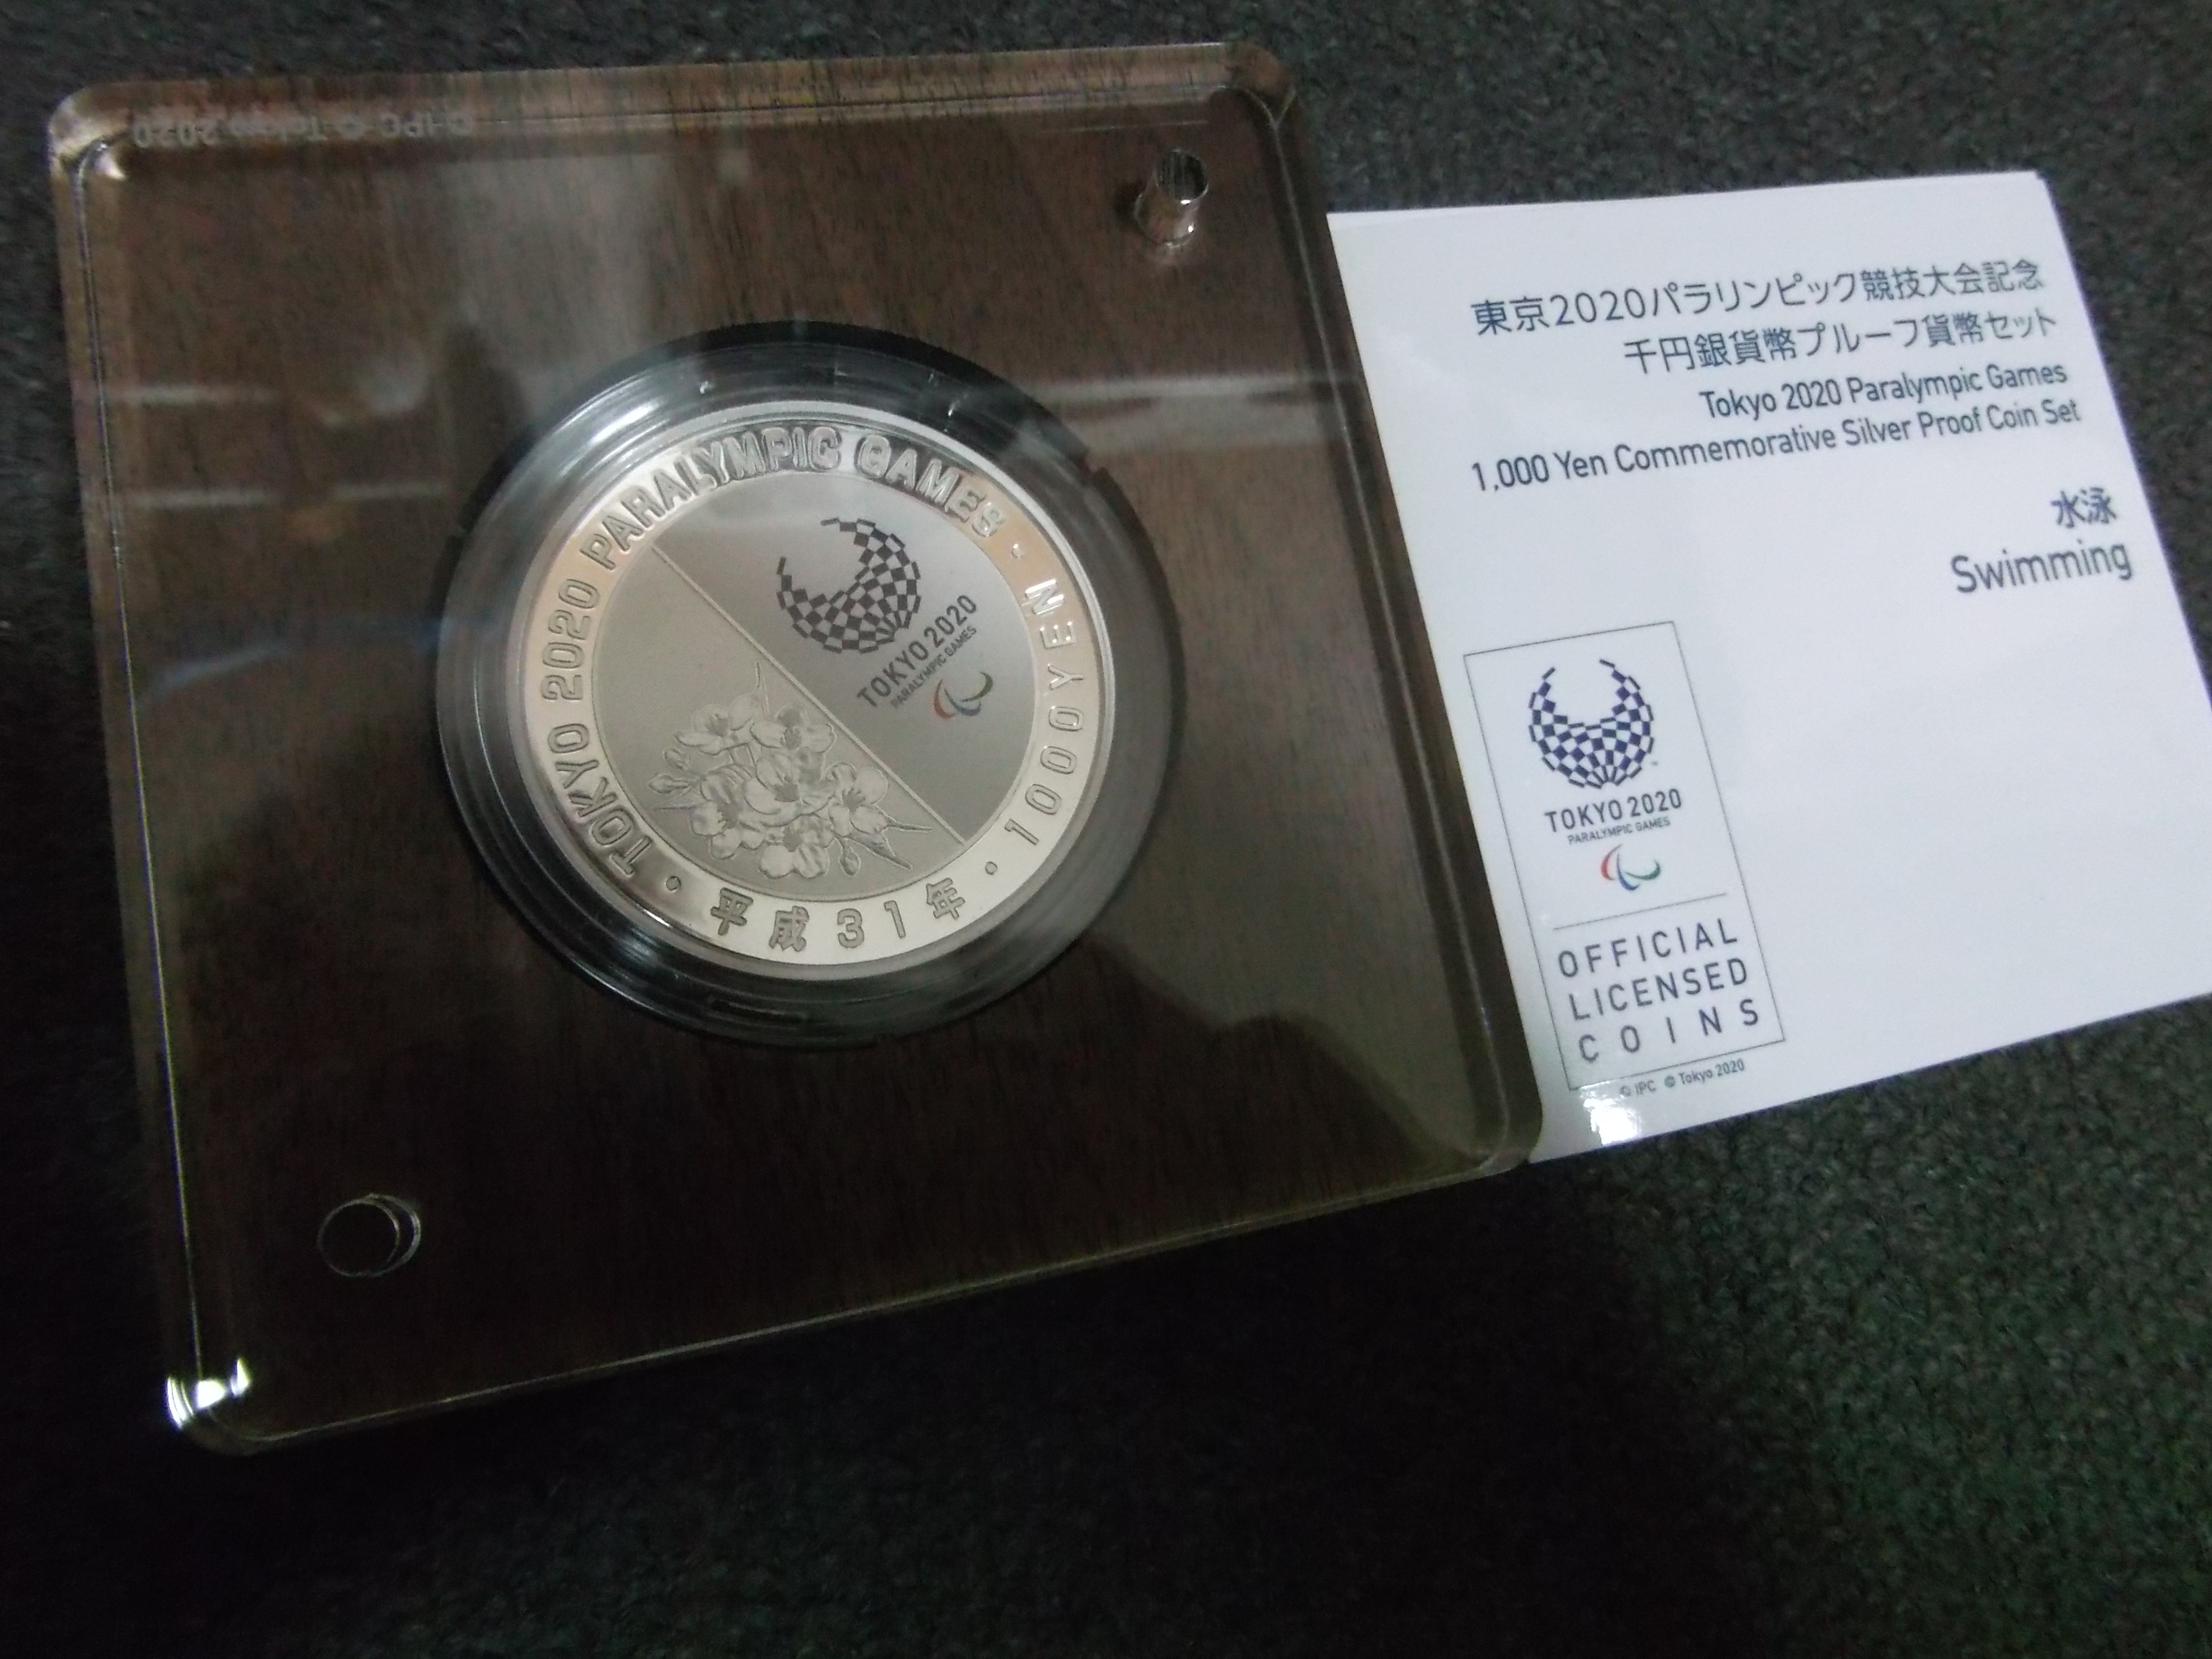 © IPC © Tokyo 2020
TOKYO 2020 PARALYMPIC GAMES・1000YEN・平成31年・
TOKYO 2020
PARALYMPIC GAMES
東京2020パラリンピック競技大会記念
千円銀貨幣プルーフ貨幣セット
Tokyo 2020 Paralympic Games
1,000 Yen Commemorative Silver Proof Coin Set
水泳
Swimming
TOKYO 2020
PARALYMPIC GAMES
OFFICIAL
LICENSED
COINS
© IPC © Tokyo 2020